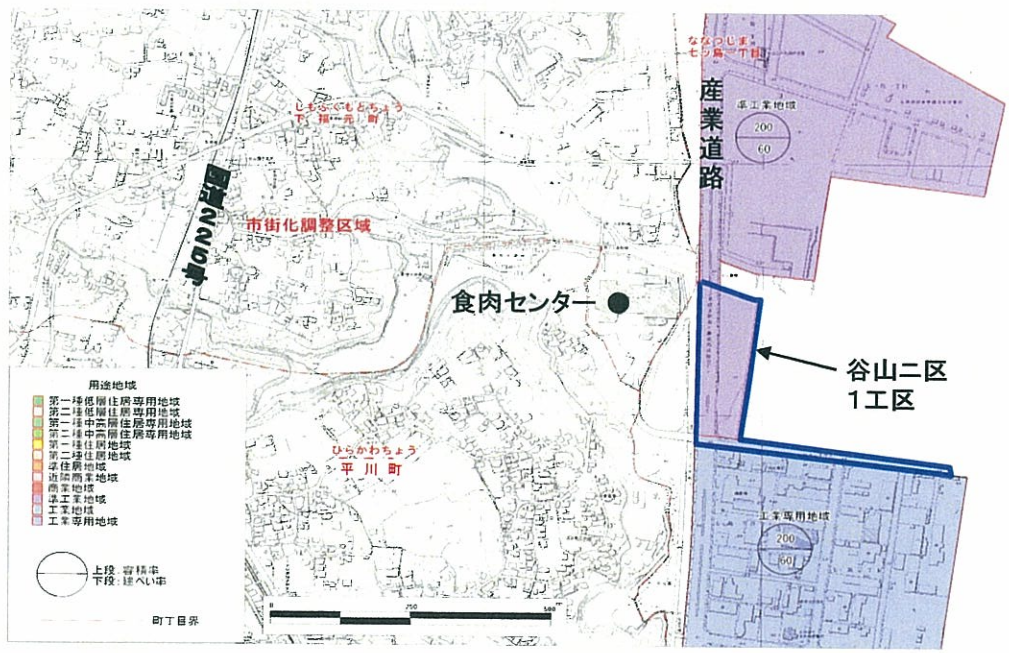 ななつじま
七ッ島一丁目
産業道路
準工業地域
200
60
しもふくもとちょう
下福元町
国道226号
市街化調整区域
食肉センター
谷山二区
1工区
ひらかわちょう
平川町
工業専用地域
200
60
用途地域
第一種低層住居専用地域
第二種低層住居専用地域
第一種中高層住居専用地域
第二種中高層住居専用地域
第一種住居地域
第二種住居地域
準住居地域
近隣商業地域
商業地域
準工業地域
工業地域
工業専用地域
上段:容積率
下段:建ぺい率
町丁目界
0
250
500